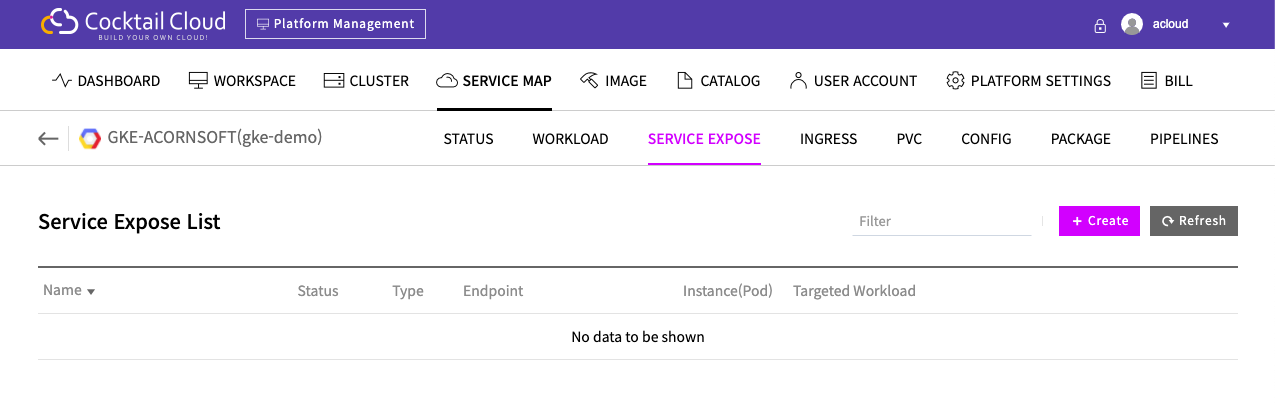 Cocktail Cloud
BUILD YOUR OWN CLOUD!
Platform Management
acloud
DASHBOARD WORKSPACE CLUSTER SERVICE MAP IMAGE CATALOG USER ACCOUNT PLATFORM SETTINGS BILL
GKE-ACORNSOFT(gke-demo)
STATUS WORKLOAD SERVICE EXPOSE INGRESS PVC CONFIG PACKAGE PIPELINES
Service Expose List
Filter
+ Create
Refresh
Name Status Type Endpoint Instance(Pod) Targeted Workload
No data to be shown